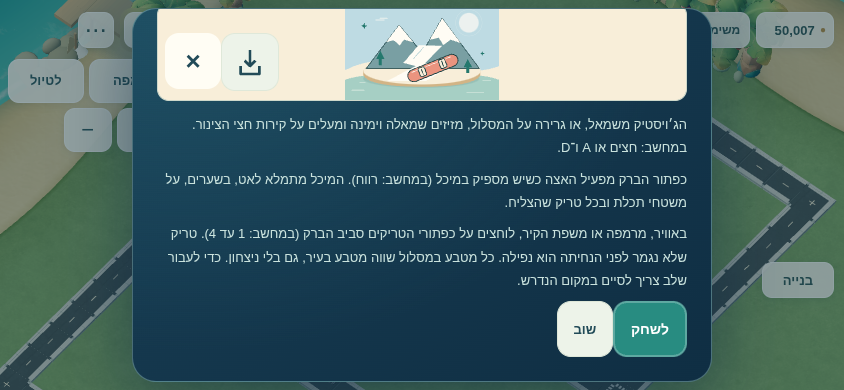 50,007
משימ
...
לטיול
מפה
הג׳ויסטיק משמאל, או גרירה על המסלול, מזיזים שמאלה וימינה ומעלים על קירות חצי הצינור.
במחשב: חצים או A ו־D.
כפתור הברק מפעיל האצה כשיש מספיק במיכל (במחשב: רווח). המיכל מתמלא לאט, בשערים, על
משטחי תכלת ובכל טריק שהצליח.
באוויר, מרמפה או משפת הקיר, לוחצים על כפתורי הטריקים סביב הברק (במחשב: 1 עד 4). טריק
שלא נגמר לפני הנחיתה הוא נפילה. כל מטבע במסלול שווה מטבע בעיר, גם בלי ניצחון. כדי לעבור
שלב צריך לסיים במקום הנדרש.
בנייה
לשחק
שוב